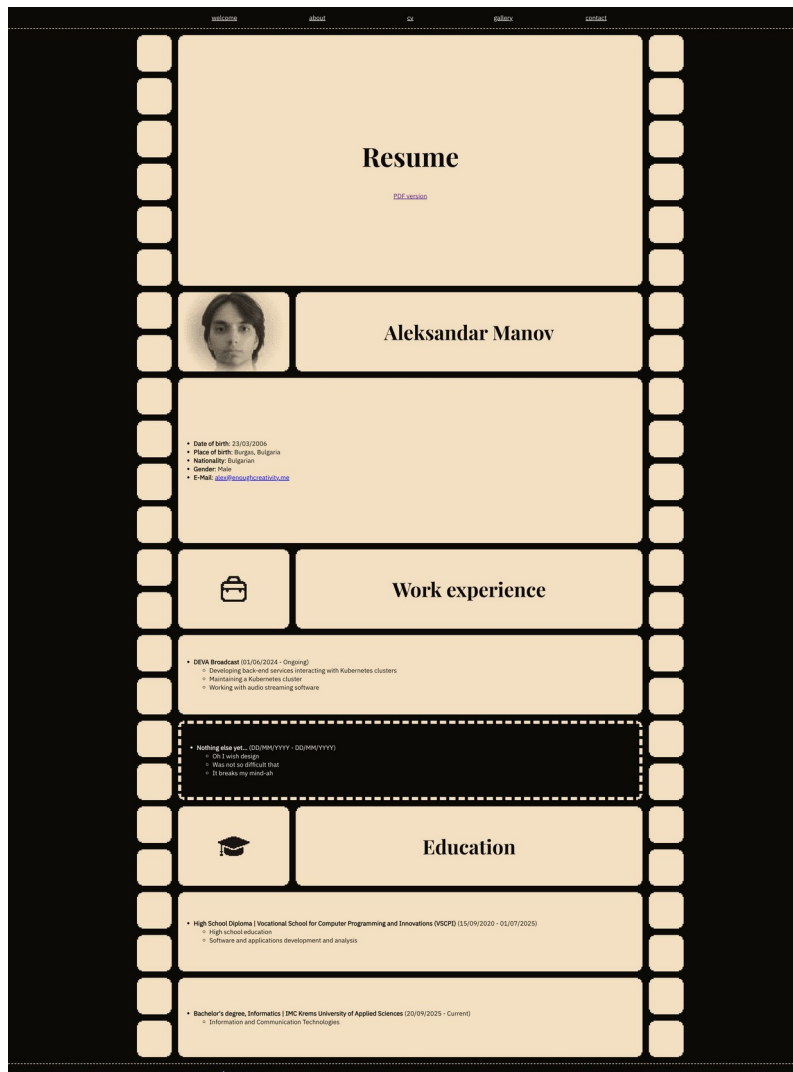 welcome about cv gallery contact
Resume
PDF version
Aleksandar Manov
• Date of birth: 23/03/2006
• Place of birth: Burgas, Bulgaria
• Nationality: Bulgarian
• Gender: Male
• E-Mail: alex@enoughcreativity.me
Work experience
• DEVA Broadcast (01/06/2024 - Ongoing)
◦ Developing back-end services interacting with Kubernetes clusters
◦ Maintaining a Kubernetes cluster
◦ Working with audio streaming software
• Nothing else yet... (DD/MM/YYYY - DD/MM/YYYY)
◦ Oh I wish design
◦ Was not so difficult that
◦ It breaks my mind-ah
Education
• High School Diploma | Vocational School for Computer Programming and Innovations (VSCPI) (15/09/2020 - 01/07/2025)
◦ High school education
◦ Software and applications development and analysis
• Bachelor's degree, Informatics | IMC Krems University of Applied Sciences (20/09/2025 - Current)
◦ Information and Communication Technologies